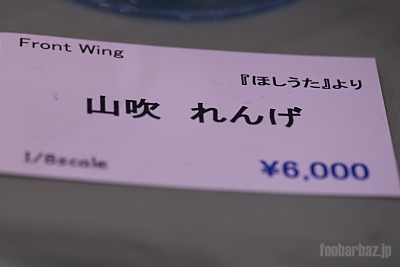 Front Wing
『ほしうた』より
山吹 れんげ
1/8scale
¥6,000
foobarbaz.jp